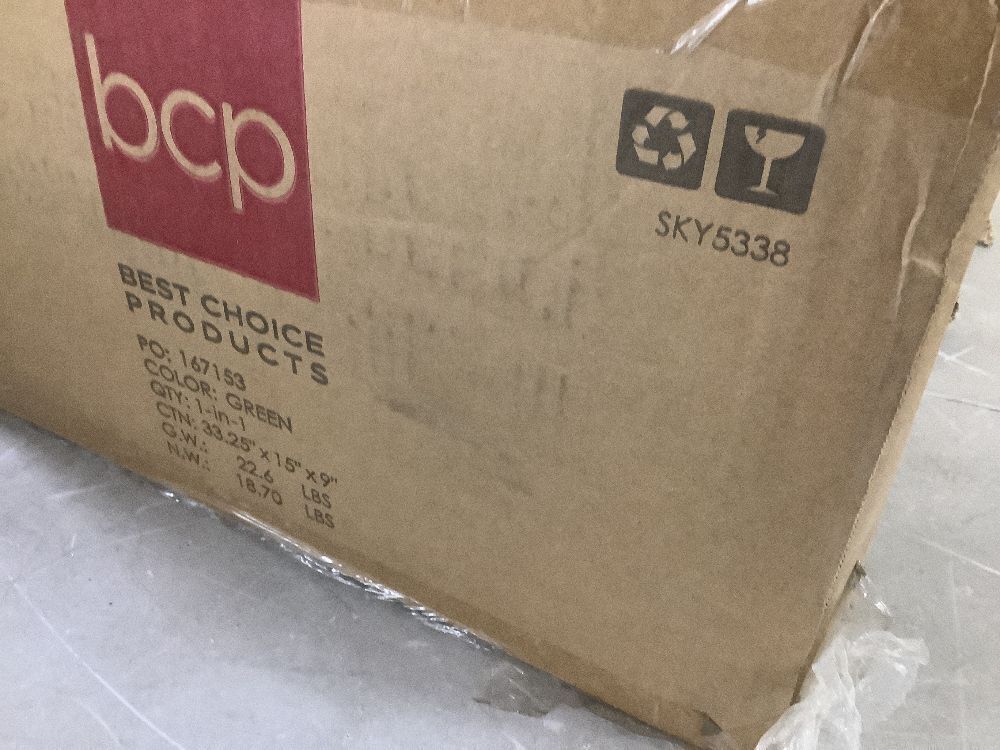 bcp
BEST CHOICE
PRODUCTS
PO: 167153
COLOR: GREEN
QTY: 1-in-1
CTN: 33.25" x 15" x 9"
G.W.: 22.6 LBS
N.W.: 18.70 LBS
SKY5338